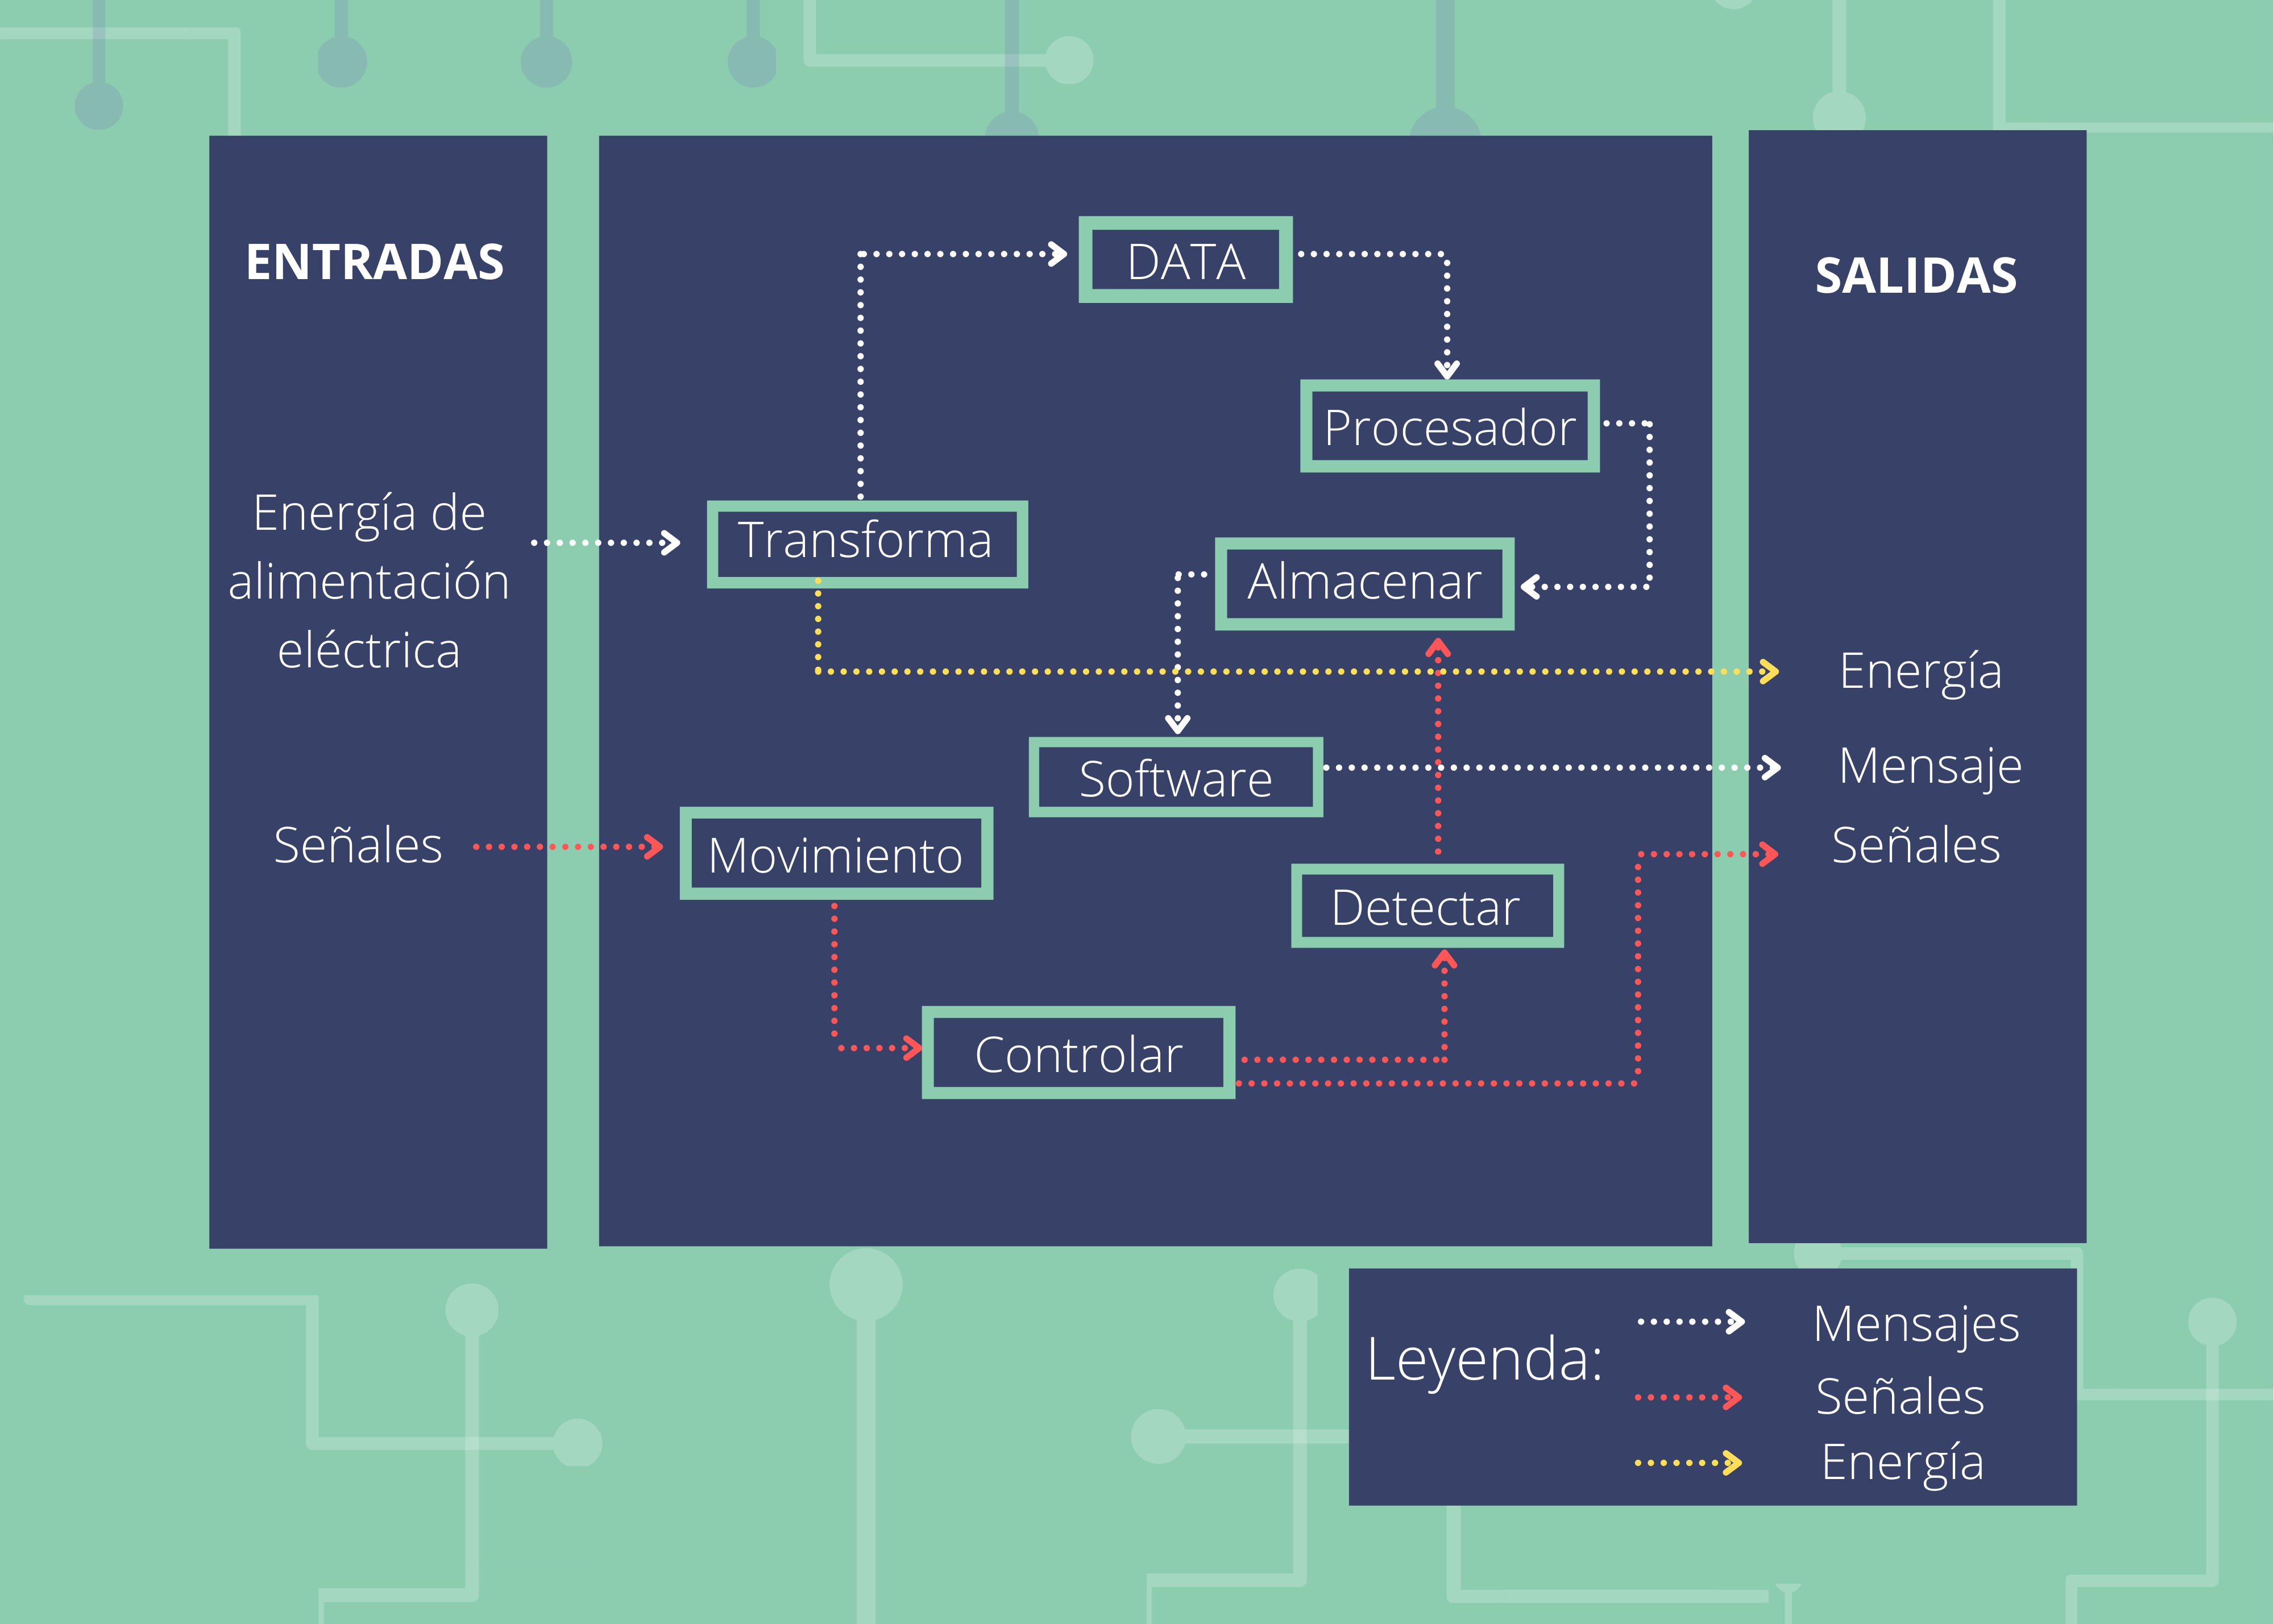 ENTRADAS
Energía de
alimentación
eléctrica
Señales
DATA
Procesador
Transforma
Almacenar
Software
Movimiento
Detectar
Controlar
SALIDAS
Energía
Mensaje
Señales
Leyenda:
Mensajes
Señales
Energía